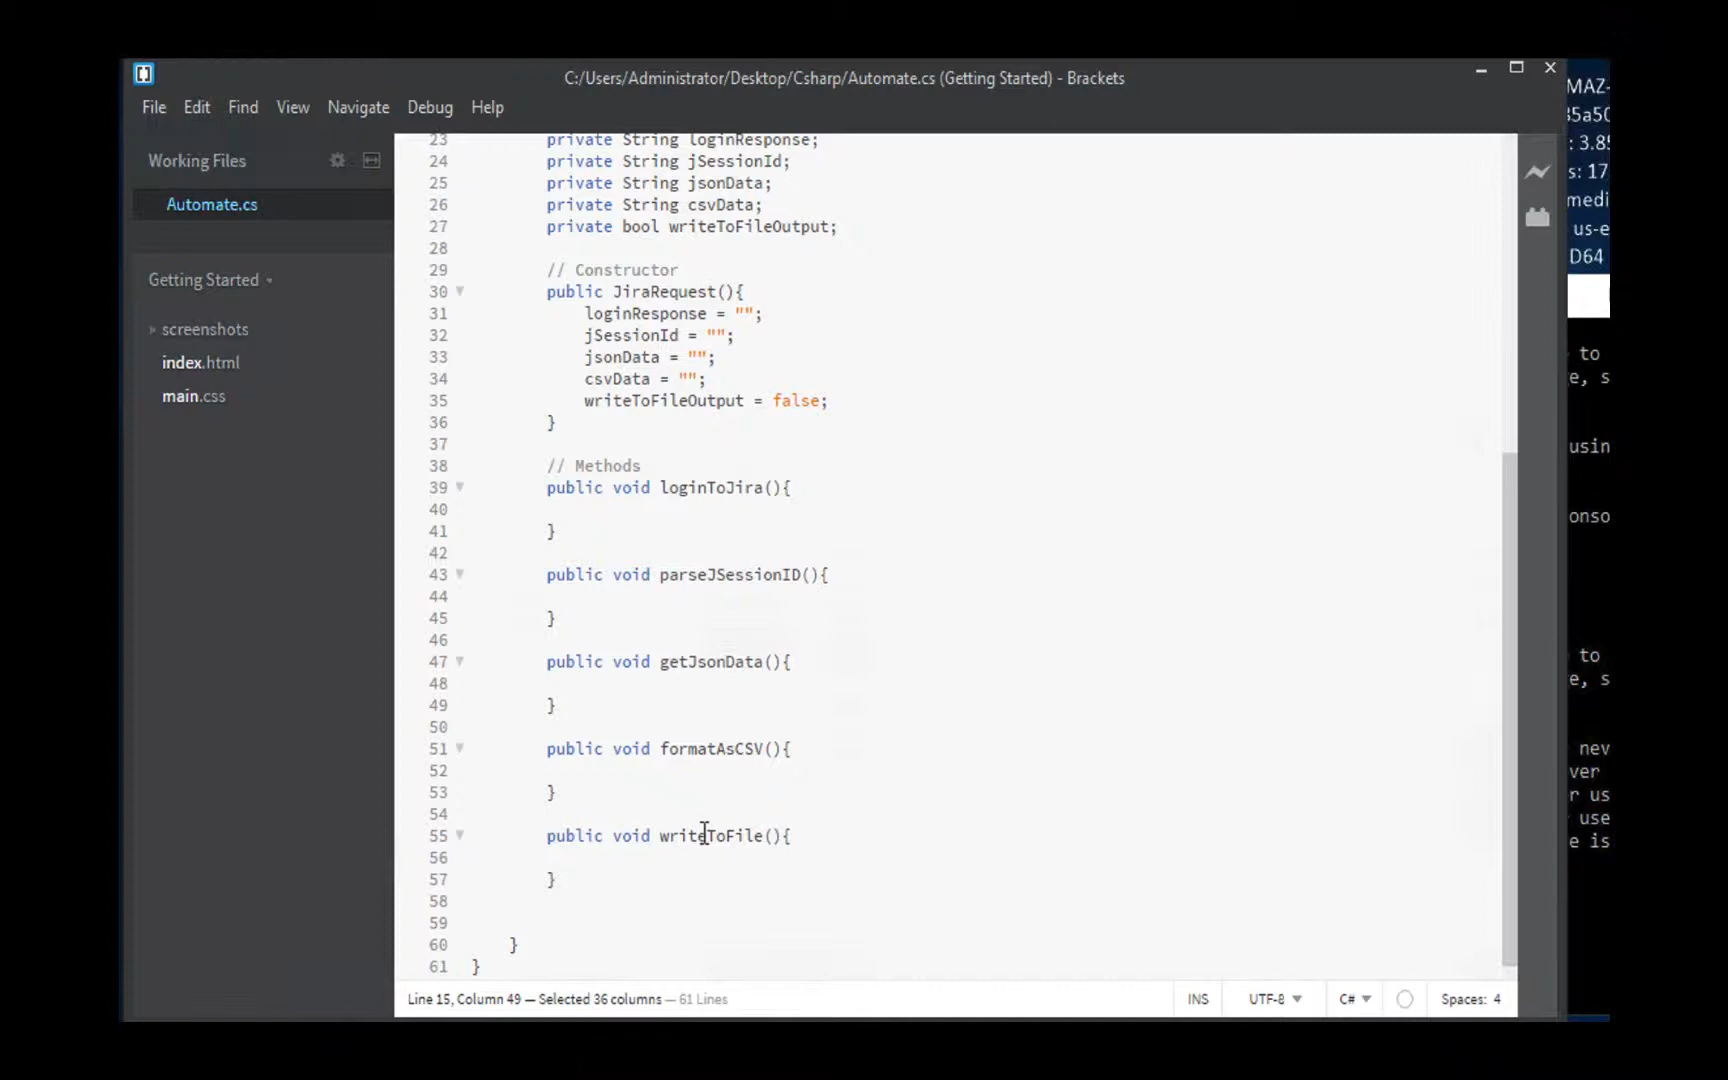 C:/Users/Administrator/Desktop/Csharp/Automate.cs (Getting Started) - Brackets
File Edit Find View Navigate Debug Help
Working Files
Automate.cs
Getting Started
screenshots
index.html
main.css
23 private String loginResponse;
24 private String jSessionId;
25 private String jsonData;
26 private String csvData;
27 private bool writeToFileOutput;
28
29 // Constructor
30 public JiraRequest(){
31 loginResponse = "";
32 jSessionId = "";
33 jsonData = "";
34 csvData = "";
35 writeToFileOutput = false;
36 }
37
38 // Methods
39 public void loginToJira(){
40
41 }
42
43 public void parseJSessionID(){
44
45 }
46
47 public void getJsonData(){
48
49 }
50
51 public void formatAsCSV(){
52
53 }
54
55 public void writeToFile(){
56
57 }
58
59
60 }
61 }
Line 15, Column 49 — Selected 36 columns — 61 Lines
INS UTF-8 C# Spaces: 4
MAZ-
35a50
: 3.85
s: 17
medi
us-e
D64
to
e, s
usin
onso
to
e, s
nev
ver
r us
use
e is